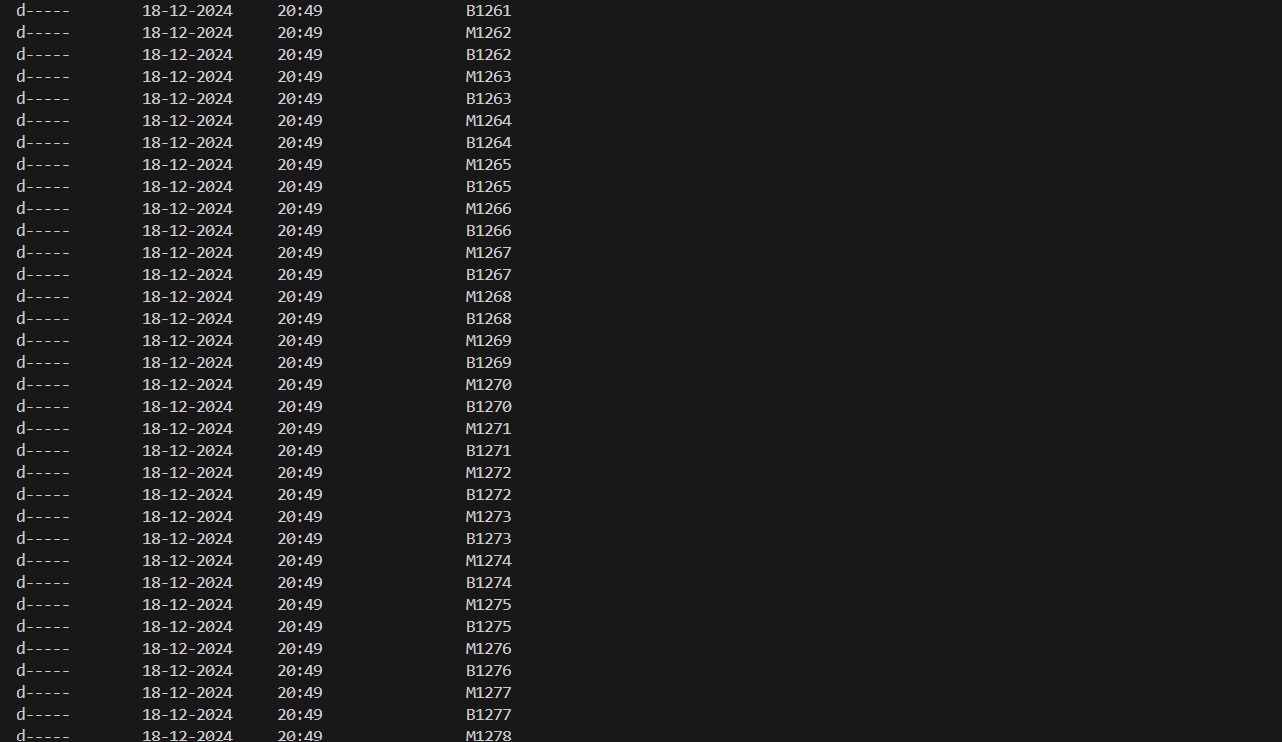 d----- 18-12-2024 20:49 B1261
d----- 18-12-2024 20:49 M1262
d----- 18-12-2024 20:49 B1262
d----- 18-12-2024 20:49 M1263
d----- 18-12-2024 20:49 B1263
d----- 18-12-2024 20:49 M1264
d----- 18-12-2024 20:49 B1264
d----- 18-12-2024 20:49 M1265
d----- 18-12-2024 20:49 B1265
d----- 18-12-2024 20:49 M1266
d----- 18-12-2024 20:49 B1266
d----- 18-12-2024 20:49 M1267
d----- 18-12-2024 20:49 B1267
d----- 18-12-2024 20:49 M1268
d----- 18-12-2024 20:49 B1268
d----- 18-12-2024 20:49 M1269
d----- 18-12-2024 20:49 B1269
d----- 18-12-2024 20:49 M1270
d----- 18-12-2024 20:49 B1270
d----- 18-12-2024 20:49 M1271
d----- 18-12-2024 20:49 B1271
d----- 18-12-2024 20:49 M1272
d----- 18-12-2024 20:49 B1272
d----- 18-12-2024 20:49 M1273
d----- 18-12-2024 20:49 B1273
d----- 18-12-2024 20:49 M1274
d----- 18-12-2024 20:49 B1274
d----- 18-12-2024 20:49 M1275
d----- 18-12-2024 20:49 B1275
d----- 18-12-2024 20:49 M1276
d----- 18-12-2024 20:49 B1276
d----- 18-12-2024 20:49 M1277
d----- 18-12-2024 20:49 B1277
d----- 18-12-2024 20:49 M1278